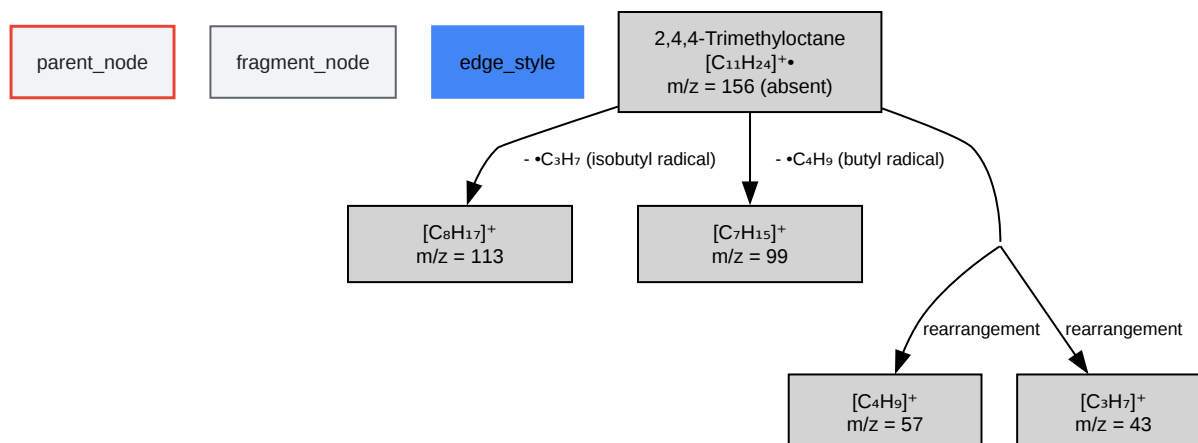 parent_node
fragment_node
edge_style
2,4,4-Trimethyloctane
[C₁₁H₂₄]⁺•
m/z = 156 (absent)
- •C₃H₇ (isobutyl radical)
- •C₄H₉ (butyl radical)
[C₈H₁₇]⁺
m/z = 113
[C₇H₁₅]⁺
m/z = 99
rearrangement
rearrangement
[C₄H₉]⁺
m/z = 57
[C₃H₇]⁺
m/z = 43